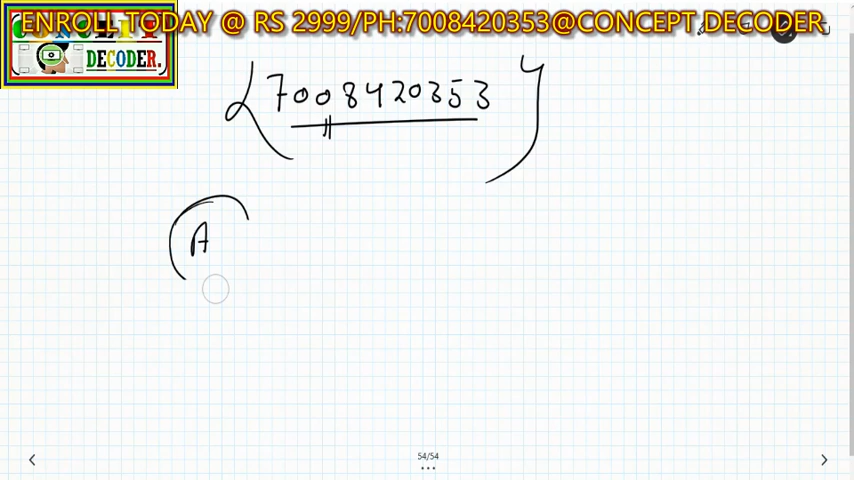 ENROLL TODAY @ RS 2999/PH:7008420353@CONCEPT DECODER.
DECODER.
7008420353
A
54/54